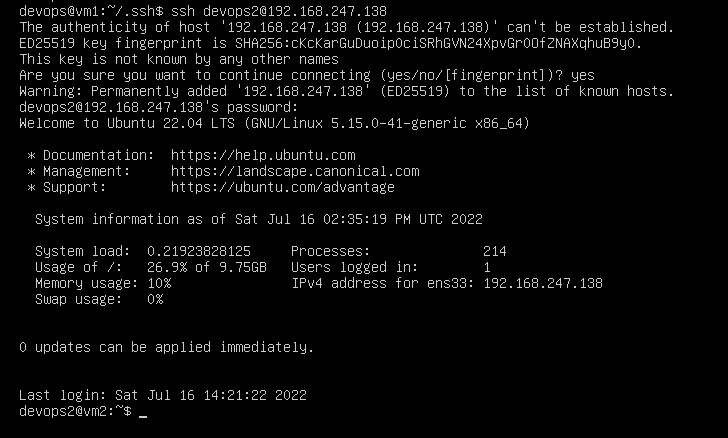 devops@vm1:~/.ssh$ ssh devops2@192.168.247.138
The authenticity of host '192.168.247.138 (192.168.247.138)' can't be established.
ED25519 key fingerprint is SHA256:cKcKarGuDuoipOciSRhGVN24XpvGr0OfZNAXqhuB9y0.
This key is not known by any other names
Are you sure you want to continue connecting (yes/no/[fingerprint])? yes
Warning: Permanently added '192.168.247.138' (ED25519) to the list of known hosts.
devops2@192.168.247.138's password:
Welcome to Ubuntu 22.04 LTS (GNU/Linux 5.15.0-41-generic x86_64)
* Documentation: https://help.ubuntu.com
* Management: https://landscape.canonical.com
* Support: https://ubuntu.com/advantage
System information as of Sat Jul 16 02:35:19 PM UTC 2022
System load: 0.21923828125 Processes: 214
Usage of /: 26.9% of 9.75GB Users logged in: 1
Memory usage: 10% IPv4 address for ens33: 192.168.247.138
Swap usage: 0%
0 updates can be applied immediately.
Last login: Sat Jul 16 14:21:22 2022
devops2@vm2:~$ _